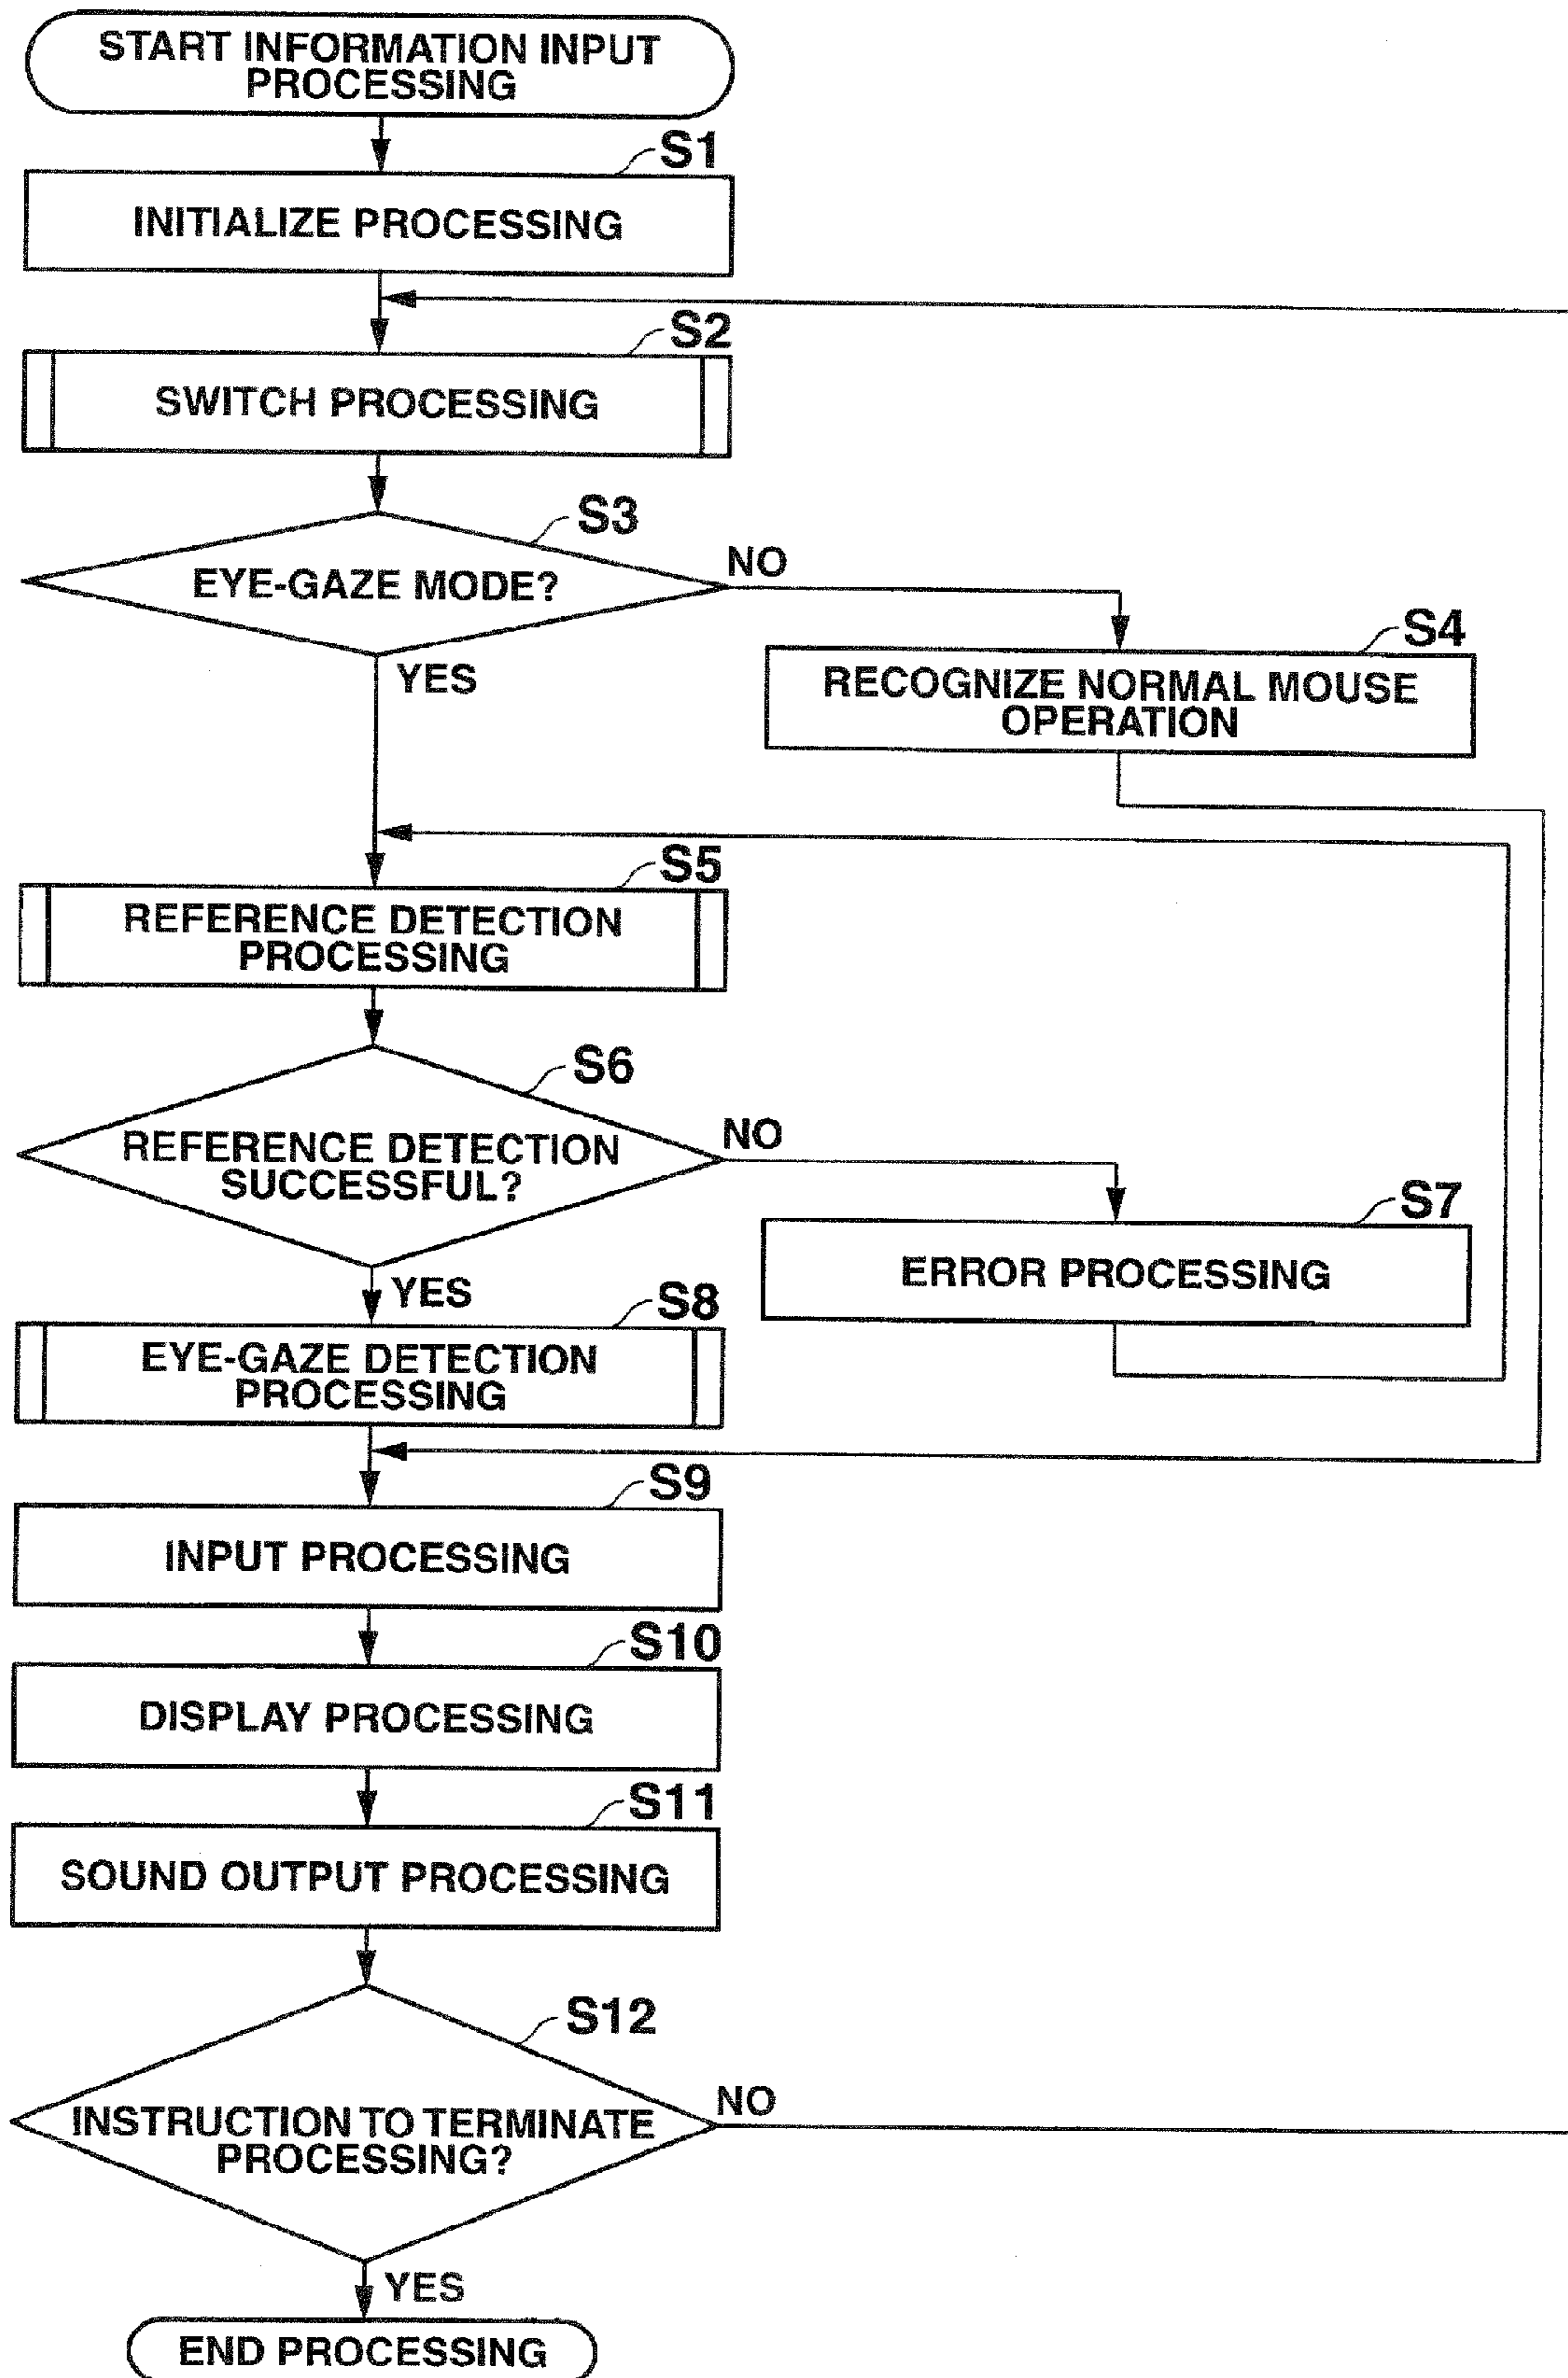 START INFORMATION INPUT
PROCESSING
S1
INITIALIZE PROCESSING
S2
SWITCH PROCESSING
S3
EYE-GAZE MODE?
NO
YES
S4
RECOGNIZE NORMAL MOUSE
OPERATION
S5
REFERENCE DETECTION
PROCESSING
S6
REFERENCE DETECTION
SUCCESSFUL?
NO
YES
S7
ERROR PROCESSING
S8
EYE-GAZE DETECTION
PROCESSING
S9
INPUT PROCESSING
S10
DISPLAY PROCESSING
S11
SOUND OUTPUT PROCESSING
S12
INSTRUCTION TO TERMINATE
PROCESSING?
NO
YES
END PROCESSING